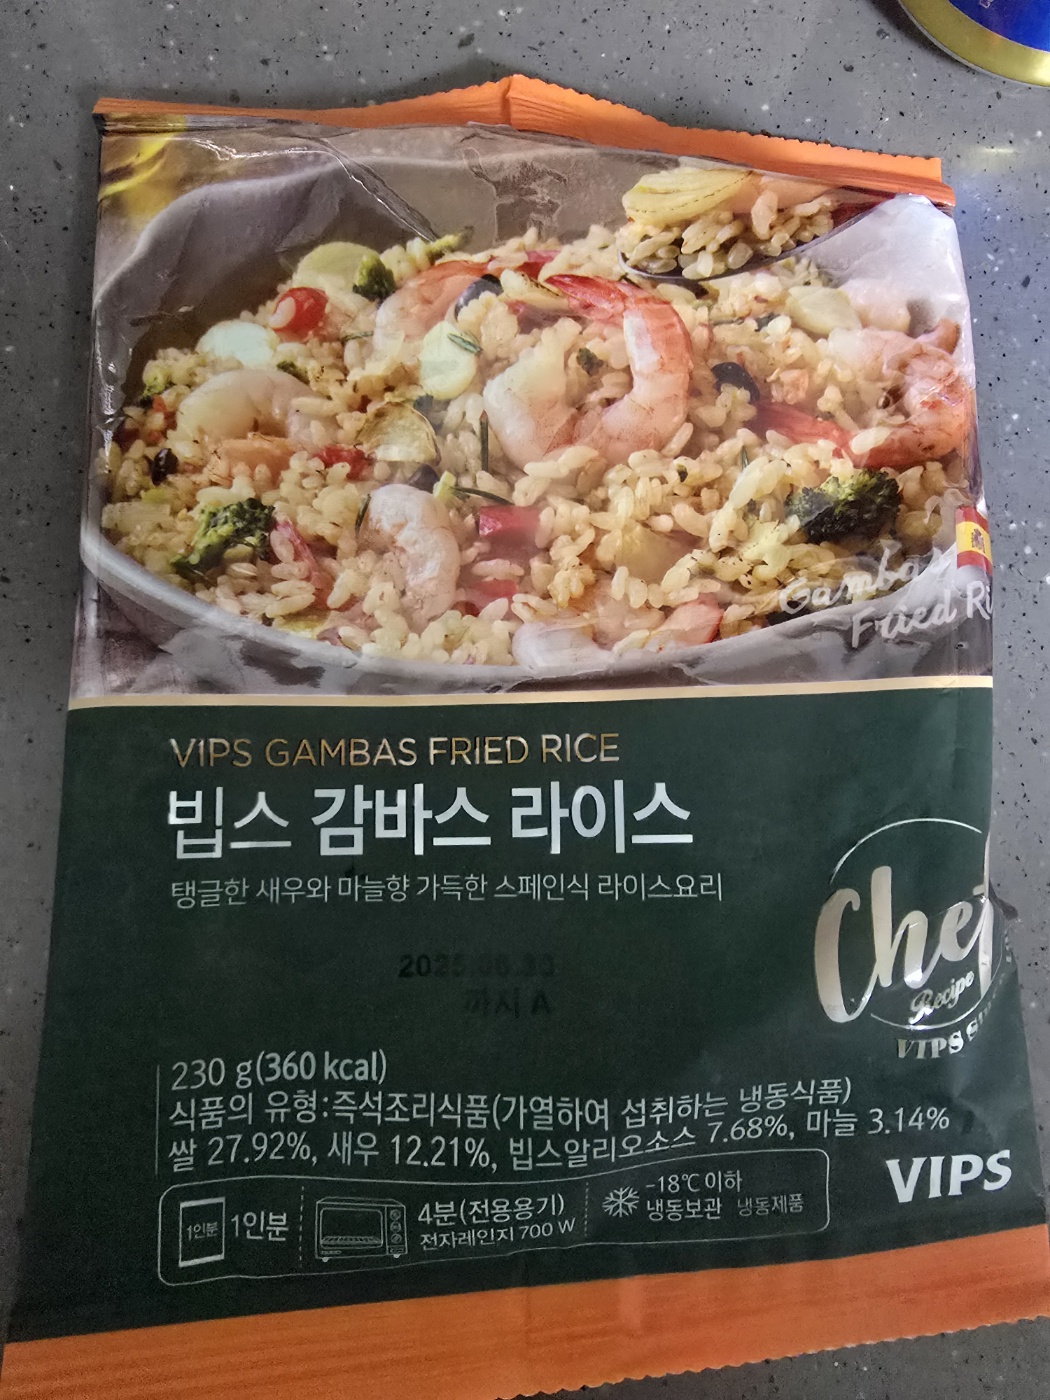 Gambas
Fried Ri
VIPS GAMBAS FRIED RICE
빕스 감바스 라이스
탱글한 새우와 마늘향 가득한 스페인식 라이스요리
까지 A
Chef
Recipe
VIPS
230 g(360 kcal)
식품의 유형:즉석조리식품(가열하여 섭취하는 냉동식품)
쌀 27.92%, 새우 12.21%, 빕스알리오소스 7.68%, 마늘 3.14%
VIPS
1인분 1인분
4분(전용용기)
전자레인지 700 W
-18℃ 이하
냉동보관 냉동제품